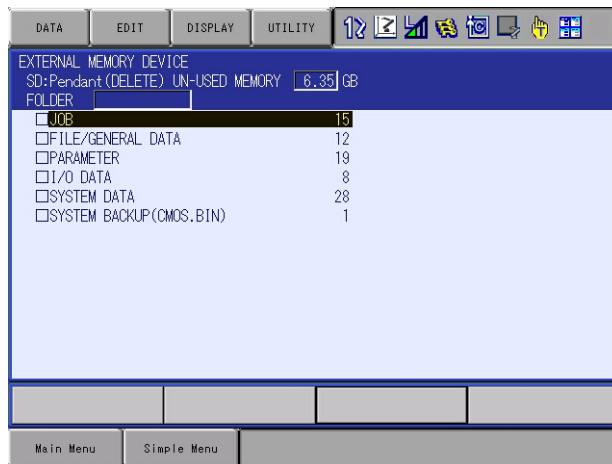 DATA EDIT DISPLAY UTILITY
EXTERNAL MEMORY DEVICE
SD:Pendant(DELETE) UN-USED MEMORY 6.35 GB
FOLDER
JOB 15
FILE/GENERAL DATA 12
PARAMETER 19
I/O DATA 8
SYSTEM DATA 28
SYSTEM BACKUP(CMOS.BIN) 1
Main Menu Simple Menu